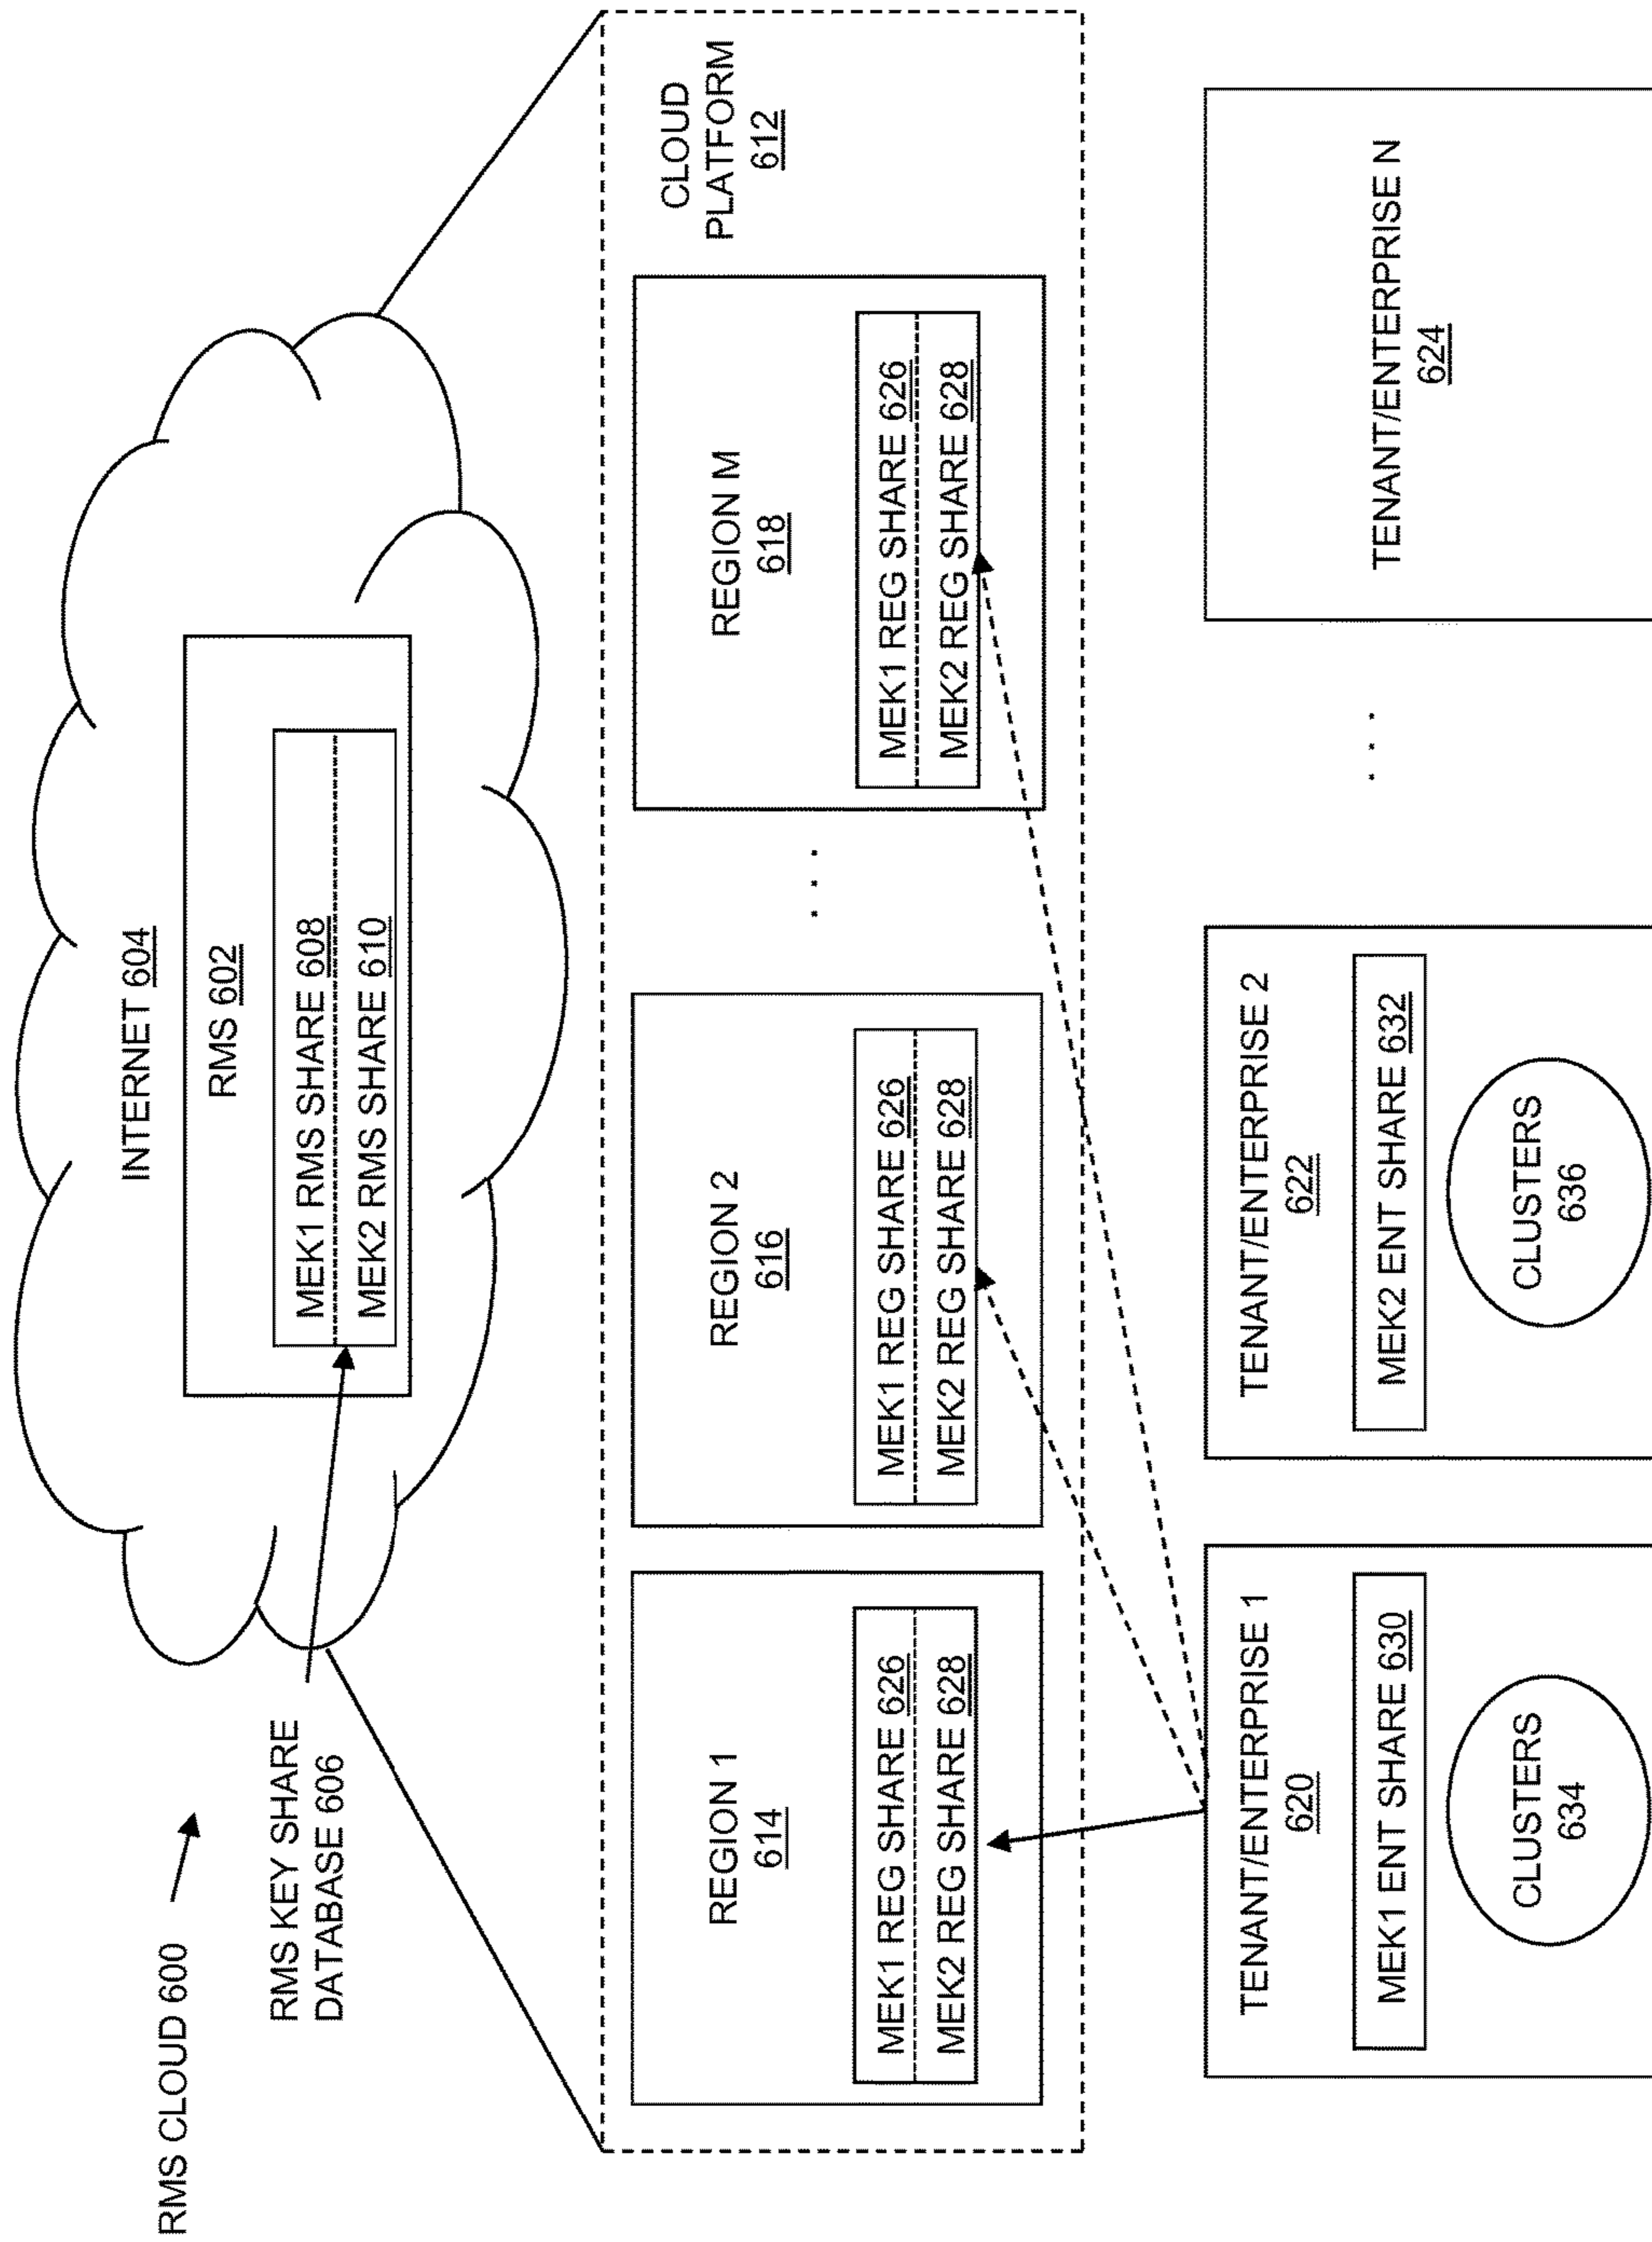 RMS CLOUD 600
RMS KEY SHARE
DATABASE 606
INTERNET 604
RMS 602
MEK1 RMS SHARE 608
MEK2 RMS SHARE 610
CLOUD
PLATFORM
612
REGION 1
614
MEK1 REG SHARE 626
MEK2 REG SHARE 628
REGION 2
616
MEK1 REG SHARE 626
MEK2 REG SHARE 628
. . .
REGION M
618
MEK1 REG SHARE 626
MEK2 REG SHARE 628
TENANT/ENTERPRISE 1
620
MEK1 ENT SHARE 630
CLUSTERS
634
TENANT/ENTERPRISE 2
622
MEK2 ENT SHARE 632
CLUSTERS
636
. . .
TENANT/ENTERPRISE N
624